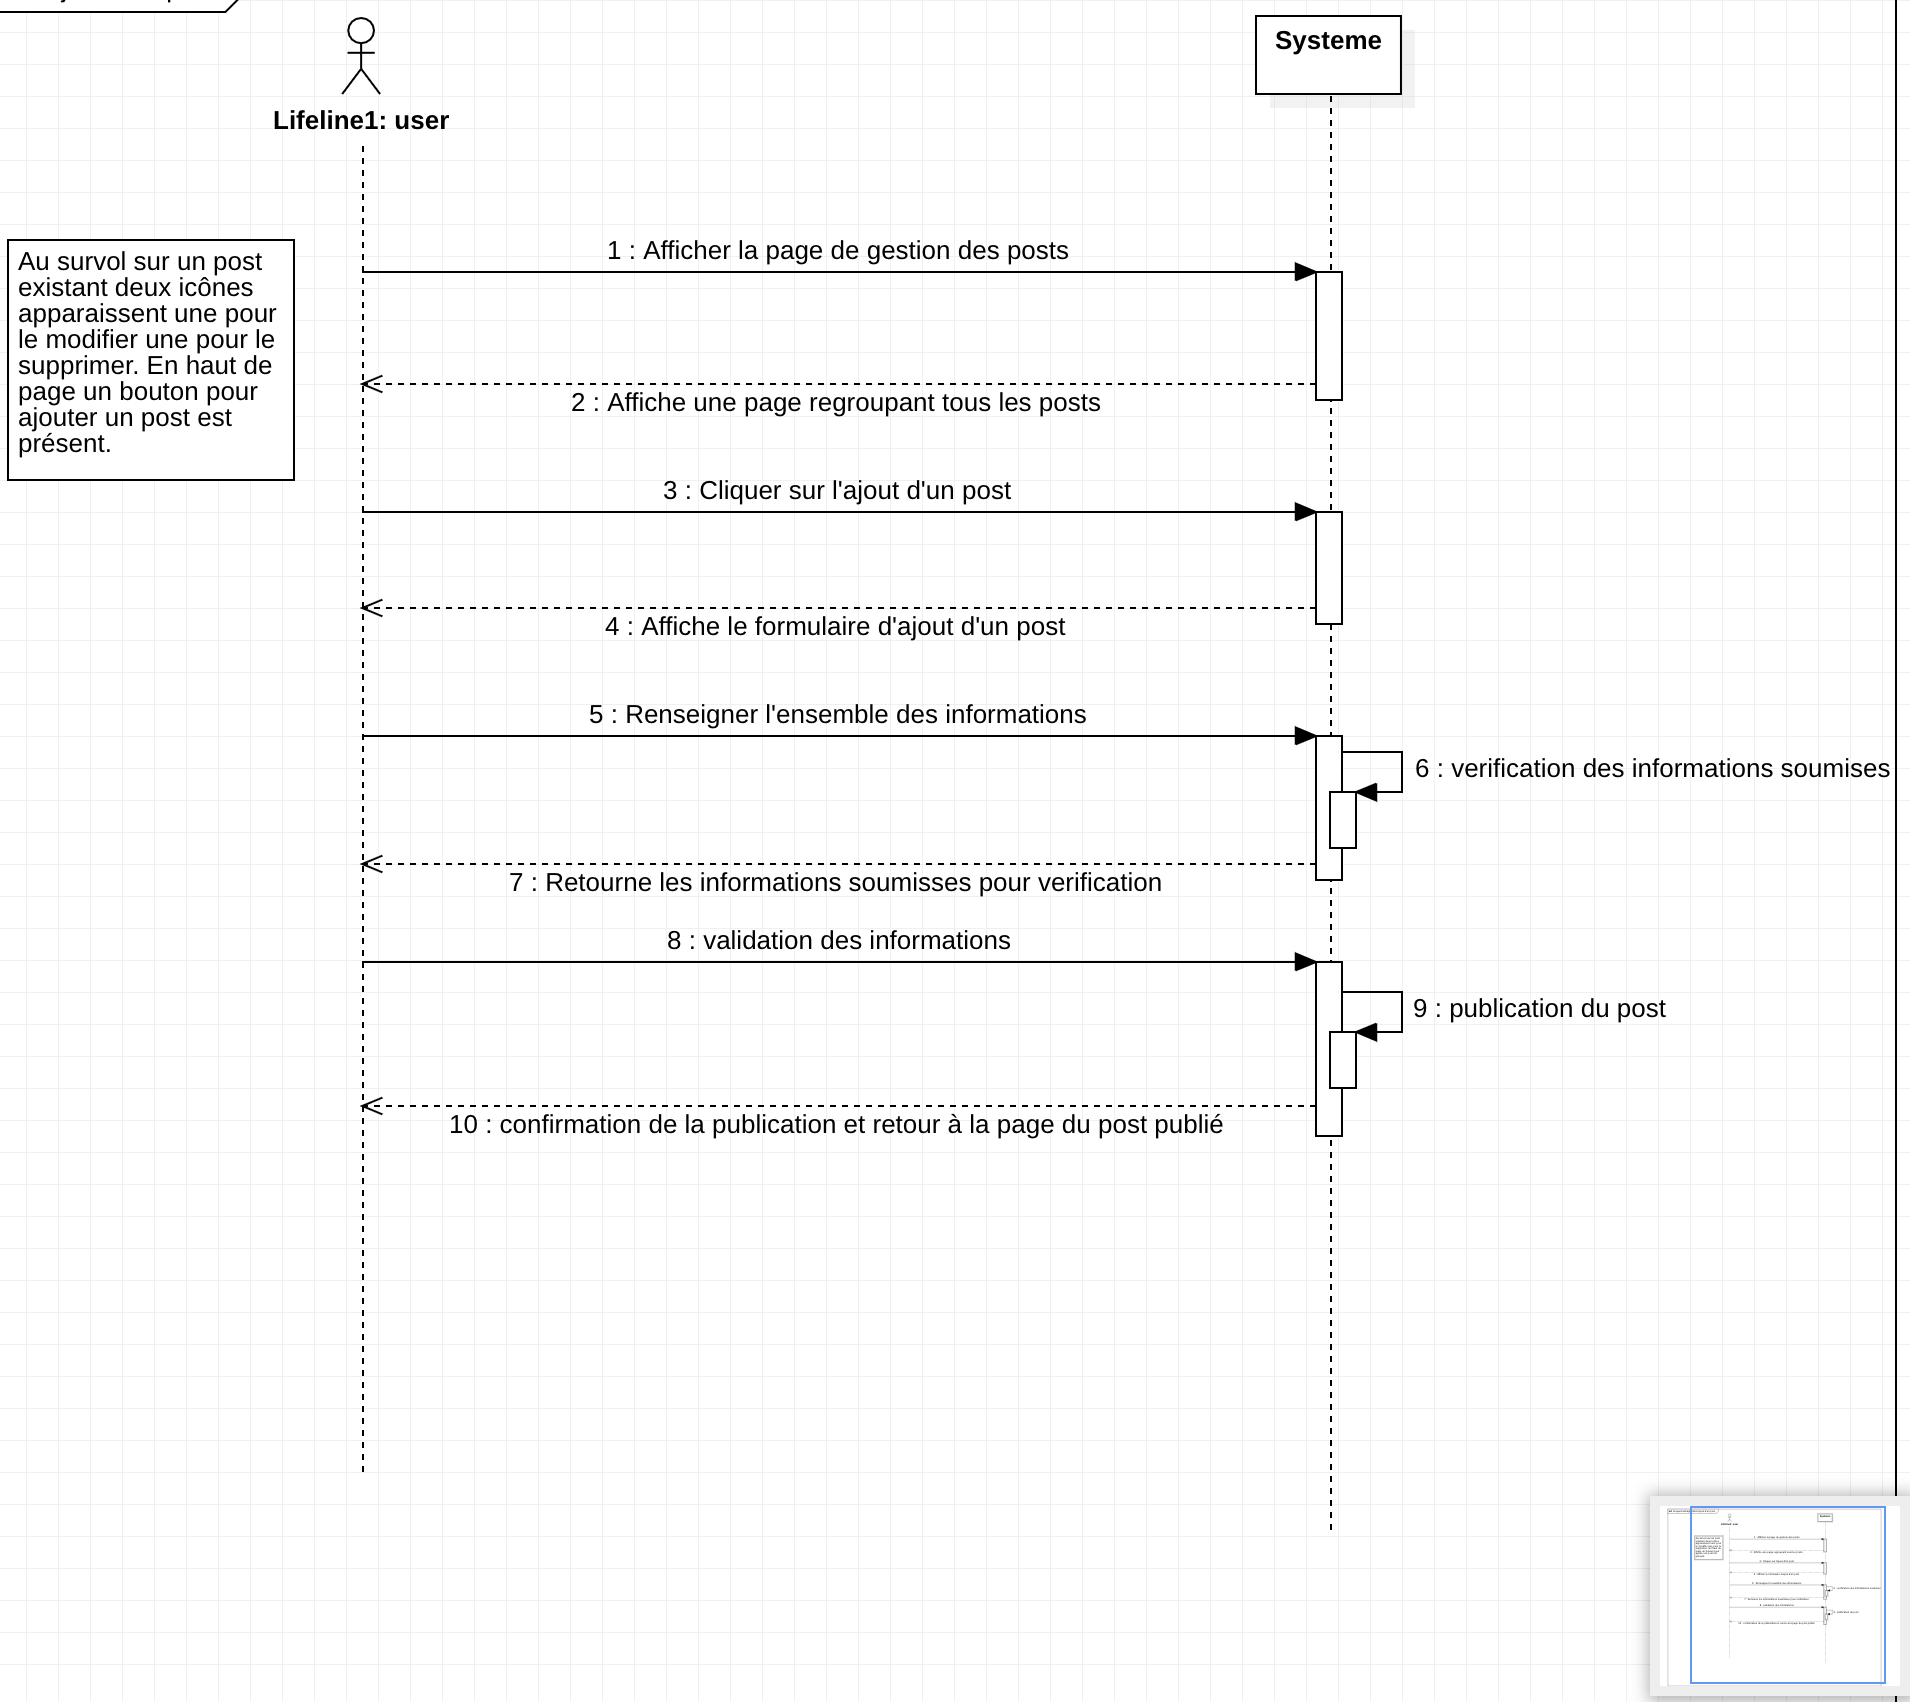 Systeme
Lifeline1: user
1 : Afficher la page de gestion des posts
Au survol sur un post
existant deux icônes
apparaissent une pour
le modifier une pour le
supprimer. En haut de
page un bouton pour
ajouter un post est
présent.
2 : Affiche une page regroupant tous les posts
3 : Cliquer sur l'ajout d'un post
4 : Affiche le formulaire d'ajout d'un post
5 : Renseigner l'ensemble des informations
6 : verification des informations soumises
7 : Retourne les informations soumisses pour verification
8 : validation des informations
9 : publication du post
10 : confirmation de la publication et retour à la page du post publié